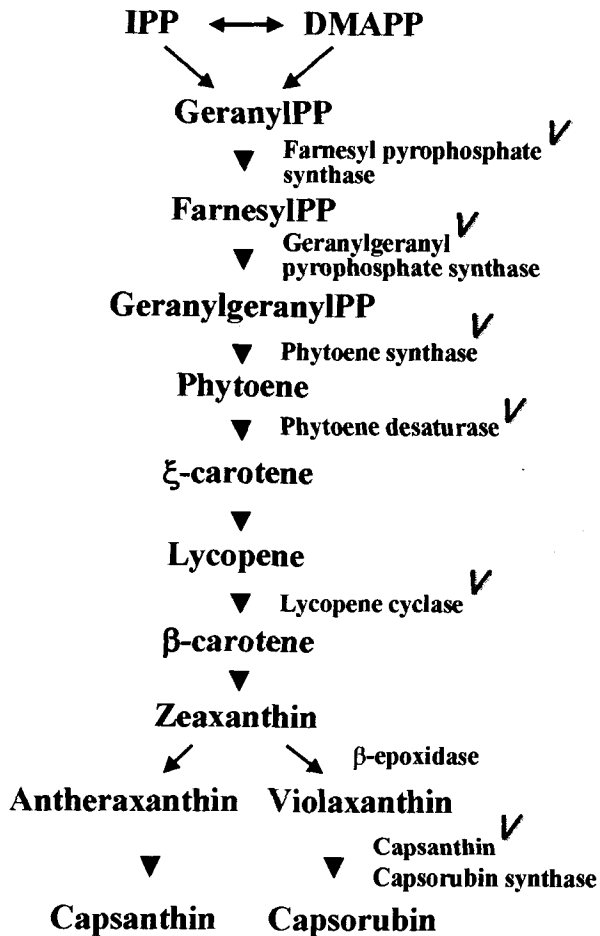 IPP DMAPP
GeranylPP
Farnesyl pyrophosphate V
synthase
FarnesylPP
Geranylgeranyl V
pyrophosphate synthase
GeranylgeranylPP
Phytoene synthase V
Phytoene
Phytoene desaturase V
ξ-carotene
Lycopene
Lycopene cyclase V
β-carotene
Zeaxanthin
β-epoxidase
Antheraxanthin Violaxanthin
Capsanthin V
Capsorubin synthase
Capsanthin Capsorubin